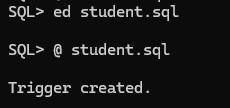 SQL> ed student.sql
SQL> @ student.sql
Trigger created.